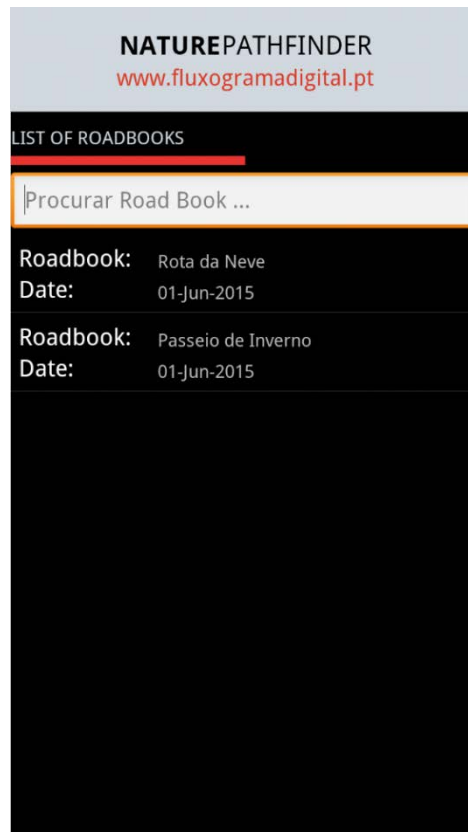 NATUREPATHFINDER
www.fluxogramadigital.pt
LIST OF ROADBOOKS
Procurar Road Book ...
Roadbook: Rota da Neve
Date: 01-Jun-2015
Roadbook: Passeio de Inverno
Date: 01-Jun-2015